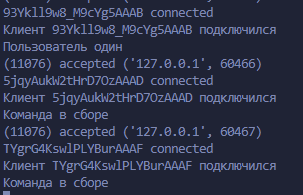 93Ykll9w8_M9cYg5AAAB connected
Клиент 93Ykll9w8_M9cYg5AAAB подключился
Пользователь один
(11076) accepted ('127.0.0.1', 60466)
5jqyAukW2tHrD7OzAAAD connected
Клиент 5jqyAukW2tHrD7OzAAAD подключился
Команда в сборе
(11076) accepted ('127.0.0.1', 60467)
TYgrG4KswlPLYBurAAAF connected
Клиент TYgrG4KswlPLYBurAAAF подключился
Команда в сборе